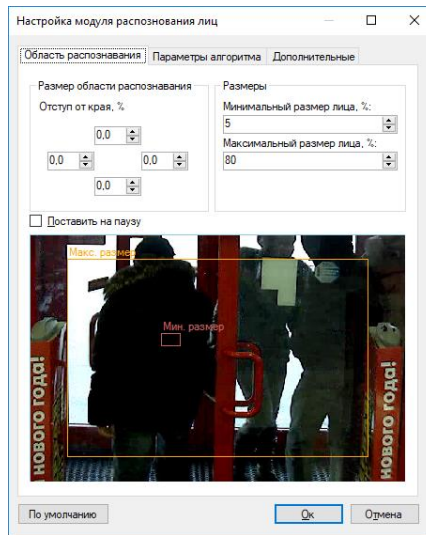 Настройка модуля распознования лиц
Область распознавания Параметры алгоритма Дополнительные
Размер области распознавания
Отступ от края, %
0,0
0,0 0,0
0,0
Размеры
Минимальный размер лица, %:
5
Максимальный размер лица, %:
80
Поставить на паузу
Макс. размер
Мин. размер
НОВОГО ГОДА!
НОВОГО ГОДА!
По умолчанию Ок Отмена